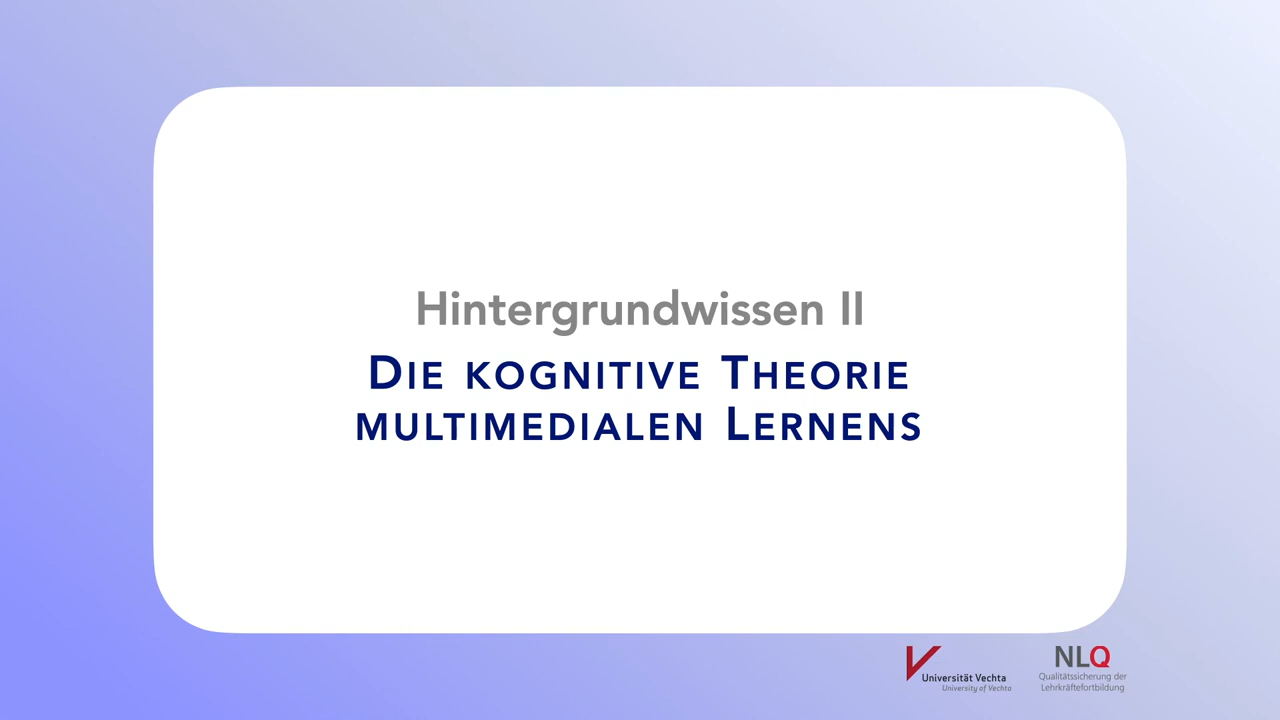 Hintergrundwissen II
Die kognitive Theorie
multimedialen Lernens
Universität Vechta
University of Vechta
NLQ
Qualitätssicherung der
Lehrkräftefortbildung